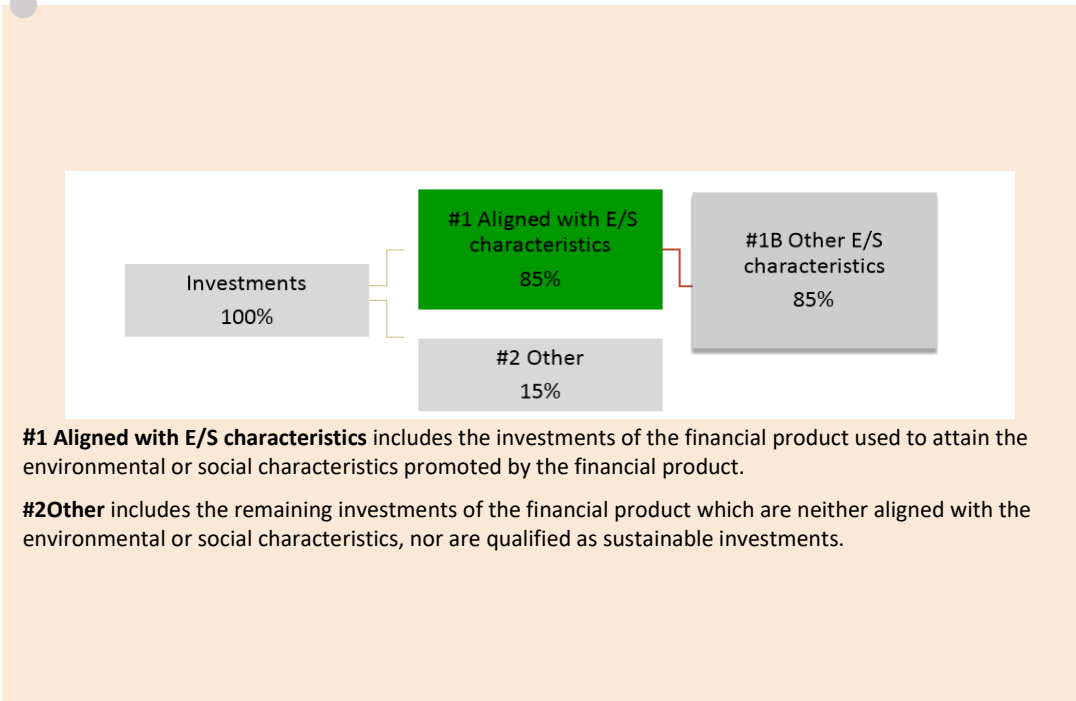 Investments
100%
#1 Aligned with E/S
characteristics
85%
#2 Other
15%
#1B Other E/S
characteristics
85%
#1 Aligned with E/S characteristics includes the investments of the financial product used to attain the
environmental or social characteristics promoted by the financial product.
#2Other includes the remaining investments of the financial product which are neither aligned with the
environmental or social characteristics, nor are qualified as sustainable investments.